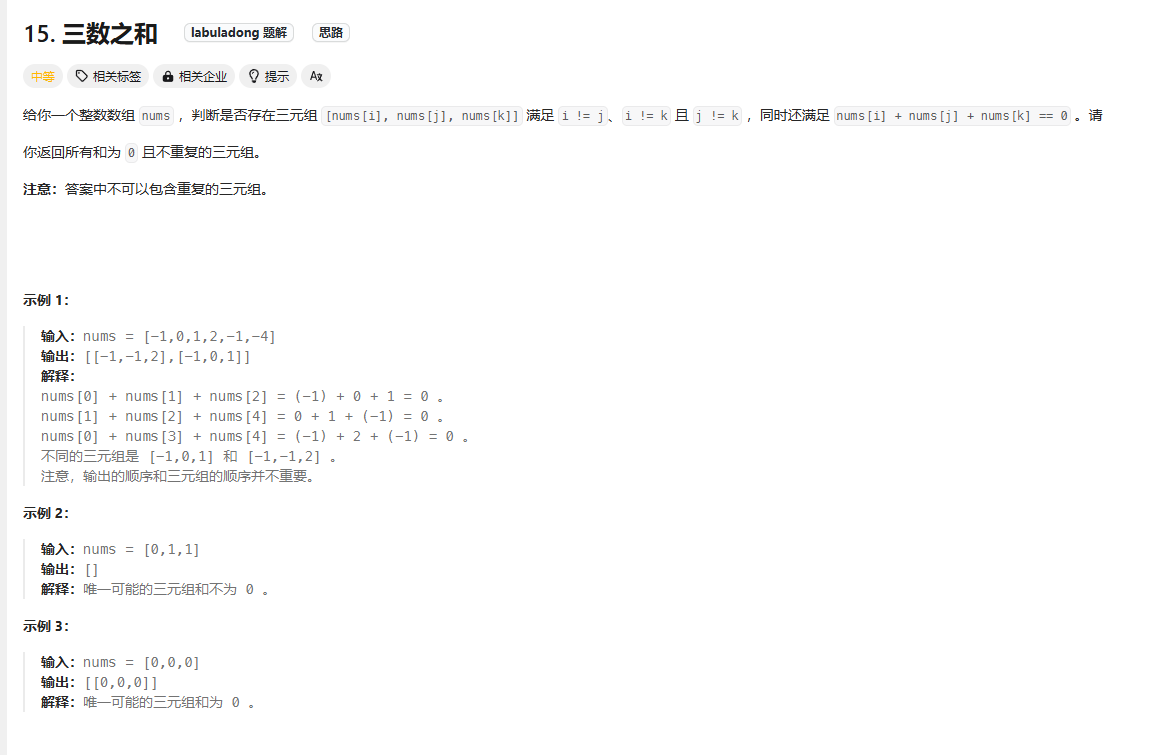 15. 三数之和 labuladong 题解 思路
中等 相关标签 相关企业 提示 Aあ
给你一个整数数组 nums ，判断是否存在三元组 [nums[i], nums[j], nums[k]] 满足 i != j、i != k 且 j != k ，同时还满足 nums[i] + nums[j] + nums[k] == 0 。请
你返回所有和为 0 且不重复的三元组。
注意：答案中不可以包含重复的三元组。
示例 1：
输入：nums = [-1,0,1,2,-1,-4]
输出：[[-1,-1,2],[-1,0,1]]
解释：
nums[0] + nums[1] + nums[2] = (-1) + 0 + 1 = 0 。
nums[1] + nums[2] + nums[4] = 0 + 1 + (-1) = 0 。
nums[0] + nums[3] + nums[4] = (-1) + 2 + (-1) = 0 。
不同的三元组是 [-1,0,1] 和 [-1,-1,2] 。
注意，输出的顺序和三元组的顺序并不重要。
示例 2：
输入：nums = [0,1,1]
输出：[]
解释：唯一可能的三元组和不为 0 。
示例 3：
输入：nums = [0,0,0]
输出：[[0,0,0]]
解释：唯一可能的三元组和为 0 。